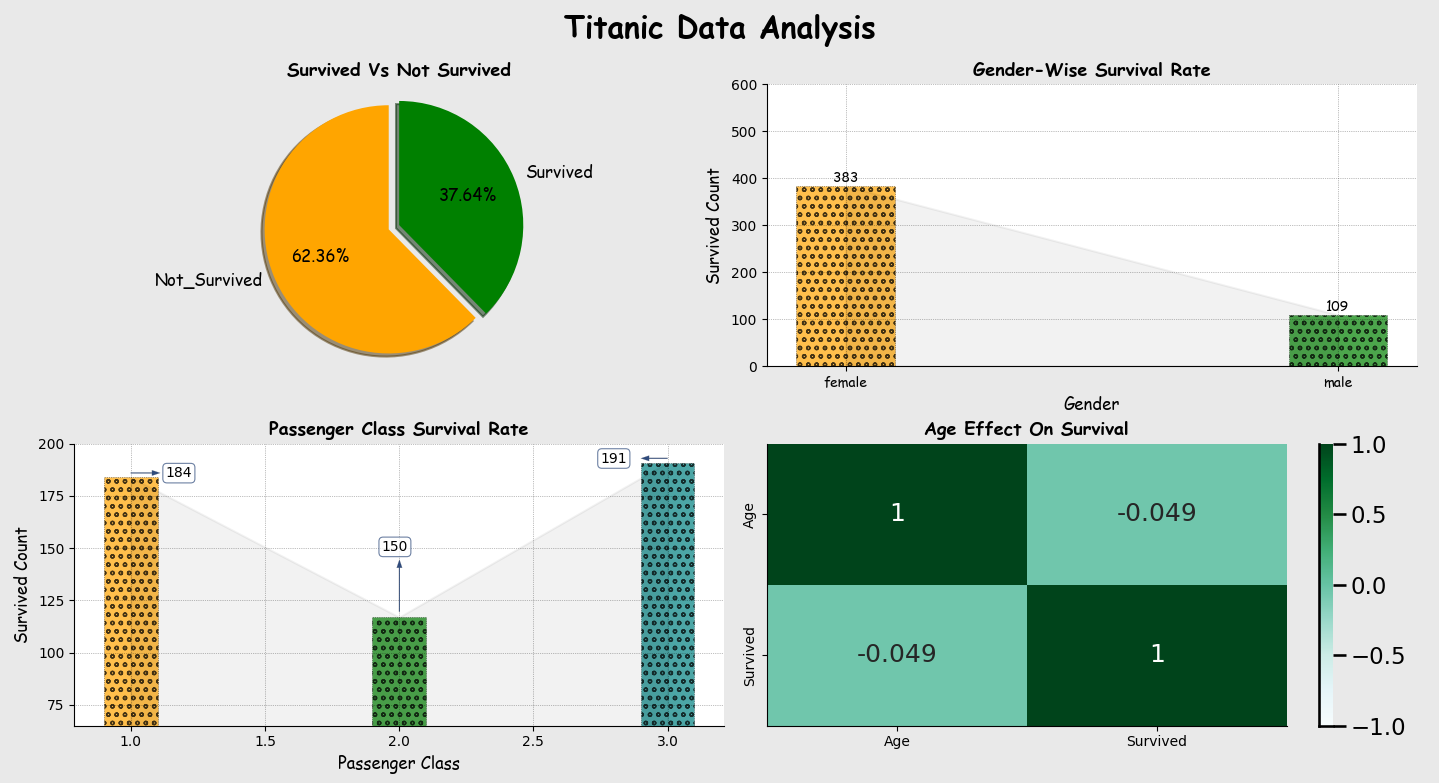 Titanic Data Analysis
Survived Vs Not Survived
Survived
37.64%
62.36%
Not_Survived
Gender-Wise Survival Rate
600
500
400
300
200
100
0
Survived Count
383
109
female
male
Gender
Passenger Class Survival Rate
200
175
150
125
100
75
Survived Count
184
150
191
1.0
1.5
2.0
2.5
3.0
Passenger Class
Age Effect On Survival
Age
Survived
1
-0.049
-0.049
1
Age
Survived
1.0
0.5
0.0
−0.5
−1.0